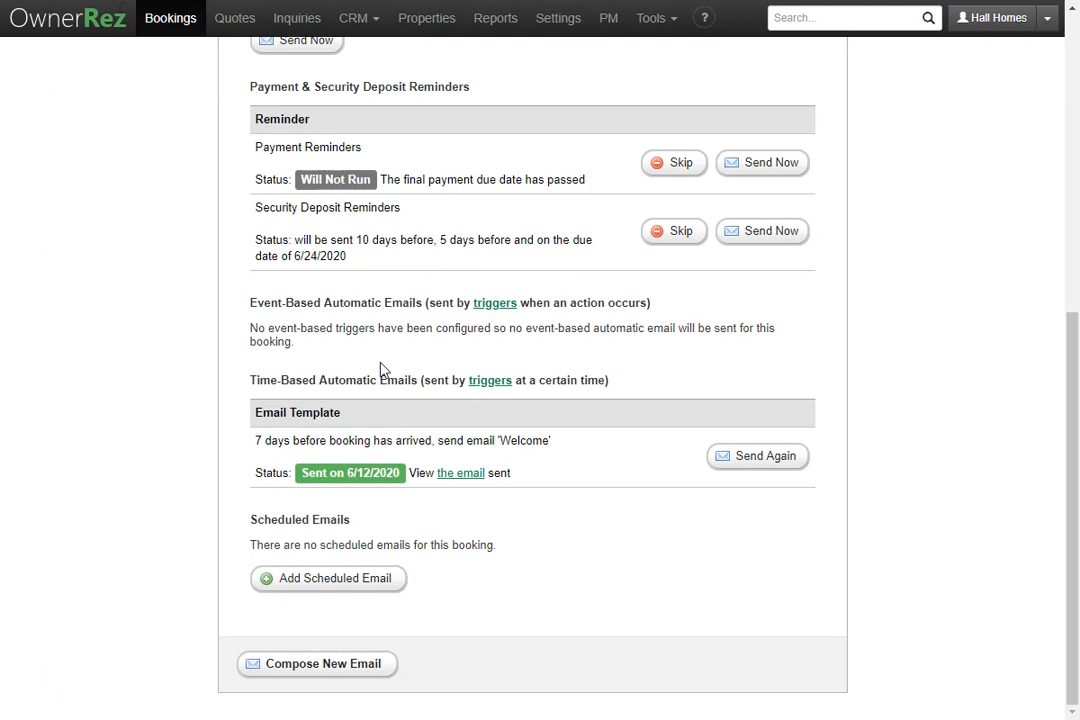 OwnerRez Bookings Quotes Inquiries CRM Properties Reports Settings PM Tools ? Search... Hall Homes
Send Now
Payment & Security Deposit Reminders
Reminder
Payment Reminders
Skip Send Now
Status: Will Not Run The final payment due date has passed
Security Deposit Reminders
Skip Send Now
Status: will be sent 10 days before, 5 days before and on the due
date of 6/24/2020
Event-Based Automatic Emails (sent by triggers when an action occurs)
No event-based triggers have been configured so no event-based automatic email will be sent for this
booking.
Time-Based Automatic Emails (sent by triggers at a certain time)
Email Template
7 days before booking has arrived, send email 'Welcome'
Send Again
Status: Sent on 6/12/2020 View the email sent
Scheduled Emails
There are no scheduled emails for this booking.
Add Scheduled Email
Compose New Email